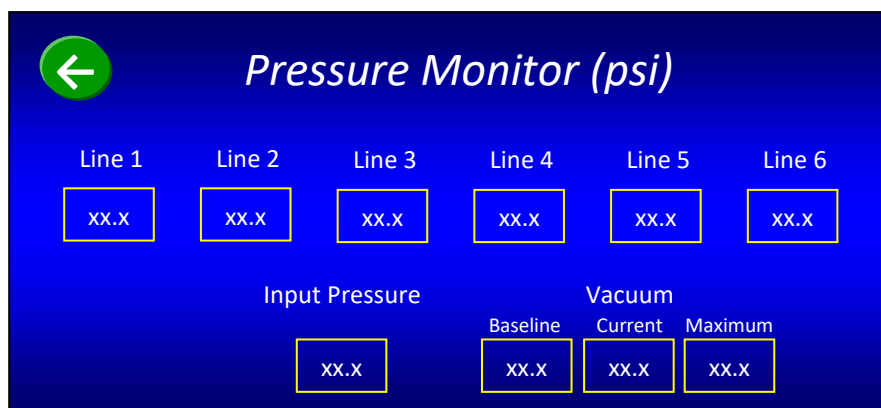 Pressure Monitor (psi)
Line 1 Line 2 Line 3 Line 4 Line 5 Line 6
xx.x xx.x xx.x xx.x xx.x xx.x
Input Pressure Vacuum
Baseline Current Maximum
xx.x xx.x xx.x xx.x